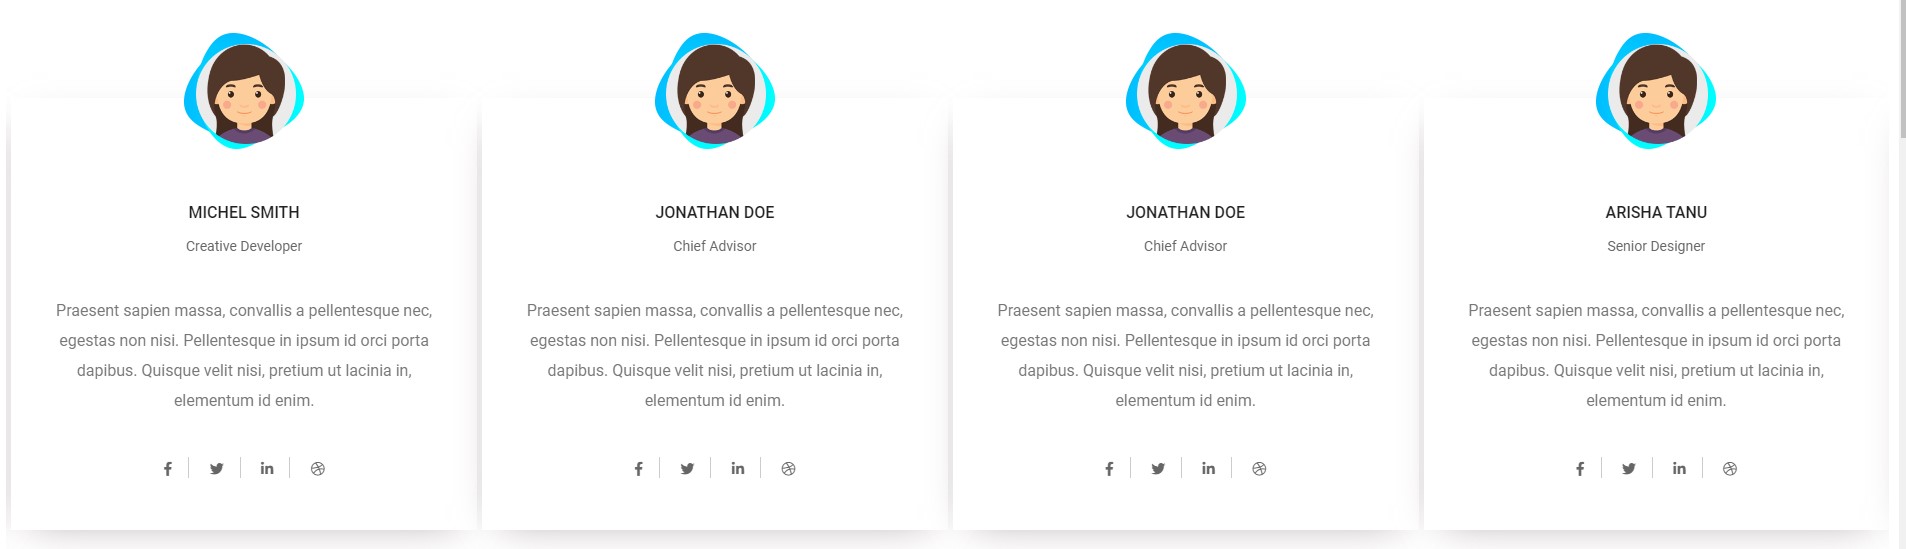 MICHEL SMITH
Creative Developer
Praesent sapien massa, convallis a pellentesque nec,
egestas non nisi. Pellentesque in ipsum id orci porta
dapibus. Quisque velit nisi, pretium ut lacinia in,
elementum id enim.
JONATHAN DOE
Chief Advisor
Praesent sapien massa, convallis a pellentesque nec,
egestas non nisi. Pellentesque in ipsum id orci porta
dapibus. Quisque velit nisi, pretium ut lacinia in,
elementum id enim.
JONATHAN DOE
Chief Advisor
Praesent sapien massa, convallis a pellentesque nec,
egestas non nisi. Pellentesque in ipsum id orci porta
dapibus. Quisque velit nisi, pretium ut lacinia in,
elementum id enim.
ARISHA TANU
Senior Designer
Praesent sapien massa, convallis a pellentesque nec,
egestas non nisi. Pellentesque in ipsum id orci porta
dapibus. Quisque velit nisi, pretium ut lacinia in,
elementum id enim.